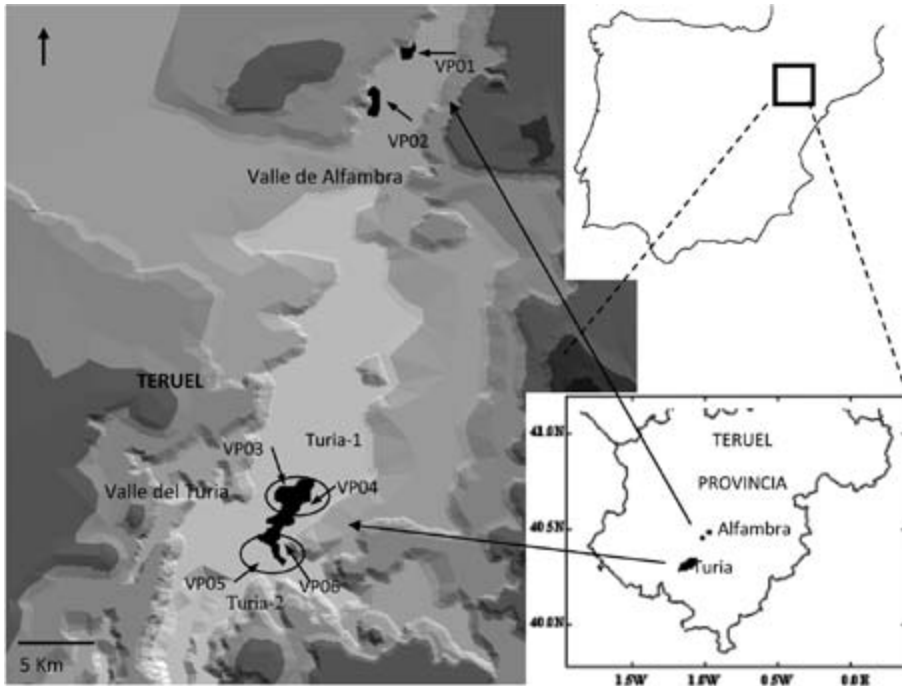 VP01
VP02
Valle de Alfambra
TERUEL
Turia-1
VP03
VP04
Valle del Turia
VP05
VP06
Turia-2
5 Km
TERUEL
PROVINCIA
Alfambra
Turia
41.0N
40.5N
40.0N
1.5W
1.0W
0.5W
0.0E